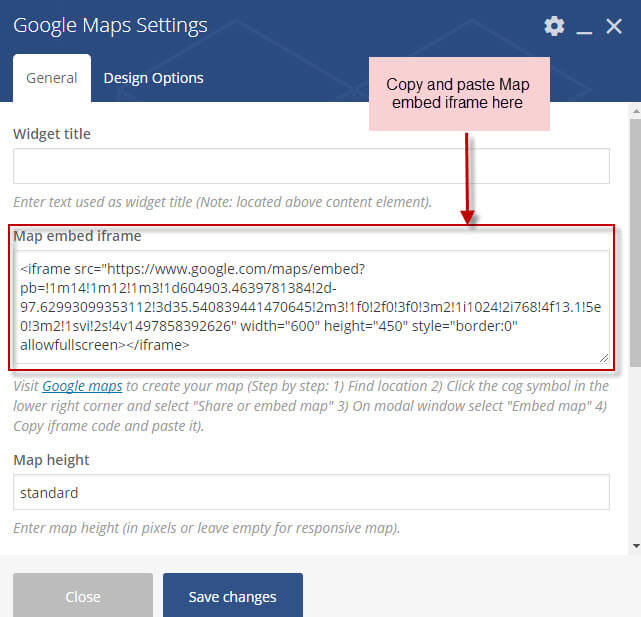 Google Maps Settings
General
Design Options
Copy and paste Map
embed iframe here
Widget title
Enter text used as widget title (Note: located above content element).
Map embed iframe
<iframe src="https://www.google.com/maps/embed?
pb=!1m14!1m12!1m3!1d604903.4639781384!2d-
97.62993099353112!3d35.540839441470645!2m3!1f0!2f0!3f0!3m2!1i1024!2i768!4f13.1!5e
0!3m2!1svi!2s!4v1497858392626" width="600" height="450" style="border:0"
allowfullscreen></iframe>
Visit Google maps to create your map (Step by step: 1) Find location 2) Click the cog symbol in the
lower right corner and select "Share or embed map" 3) On modal window select "Embed map" 4)
Copy iframe code and paste it).
Map height
standard
Enter map height (in pixels or leave empty for responsive map).
Close
Save changes